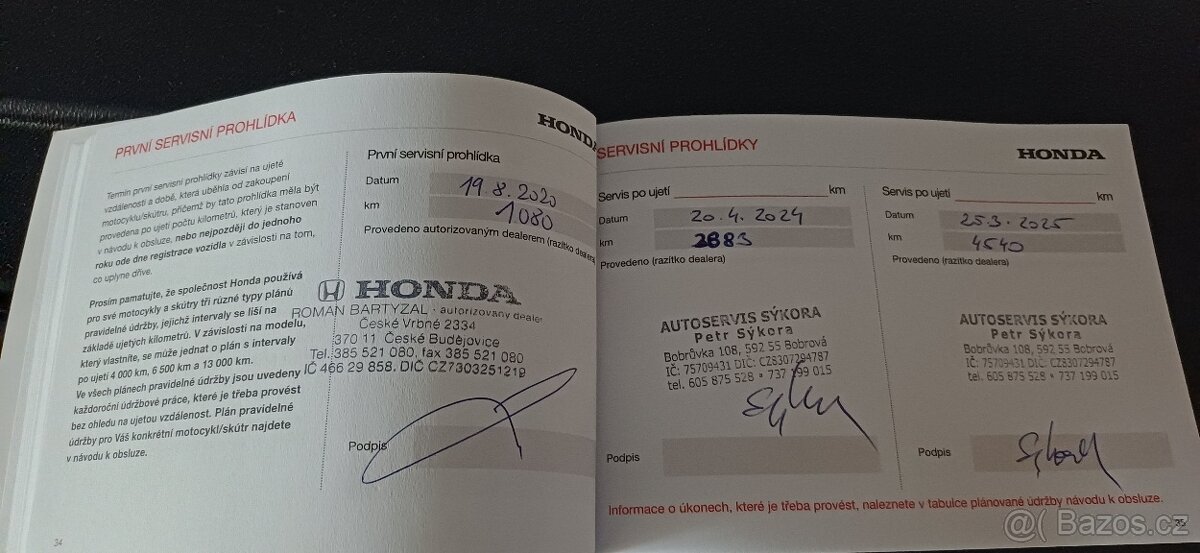 PRVNÍ SERVISNÍ PROHLÍDKA
HONDA
Termín první servisní prohlídky závisí na ujeté
vzdálenosti a době, která uběhla od zakoupení
motocyklu/skútru, přičemž by tato prohlídka měla být
provedena po ujetí počtu kilometrů, který je stanoven
v návodu k obsluze, nebo nejpozději do jednoho
roku ode dne registrace vozidla v závislosti na tom,
co uplyne dříve.
Prosím pamatujte, že společnost Honda používá
pro své motocykly a skútry tři různé typy plánů
pravidelné údržby, jejichž intervaly se liší na
základě ujetých kilometrů. V závislosti na modelu,
který vlastníte, se může jednat o plán s intervaly
po ujetí 4 000 km, 6 500 km a 13 000 km.
Ve všech plánech pravidelné údržby jsou uvedeny
každoroční údržbové práce, které je třeba provést
bez ohledu na ujetou vzdálenost. Plán pravidelné
údržby pro Váš konkrétní motocykl/skútr najdete
v návodu k obsluze.
34
První servisní prohlídka
Datum 19.8.2020
km 1080
Provedeno autorizovaným dealerem (razítko dealera)
HONDA
ROMAN BARTYZAL - autorizovaný dealer
České Vrbné 2334
370 11 České Budějovice
Tel. 385 521 080, fax 385 521 080
IČ 466 29 858, DIČ CZ7303251219
Podpis
SERVISNÍ PROHLÍDKY
HONDA
Servis po ujetí km
Datum 20.4.2024
km 2683
Provedeno (razítko dealera)
AUTOSERVIS SÝKORA
Petr Sýkora
Bobrůvka 108, 592 55 Bobrová
IČ: 75709431 DIČ: CZ8307294787
tel. 605 875 528 * 737 199 015
Podpis
Servis po ujetí km
Datum 25.3.2025
km 4540
Provedeno (razítko dealera)
AUTOSERVIS SÝKORA
Petr Sýkora
Bobrůvka 108, 592 55 Bobrová
IČ: 75709431 DIČ: CZ8307294787
tel. 605 875 528 * 737 199 015
Podpis
Informace o úkonech, které je třeba provést, naleznete v tabulce plánované údržby návodu k obsluze.
35
@( Bazos.cz